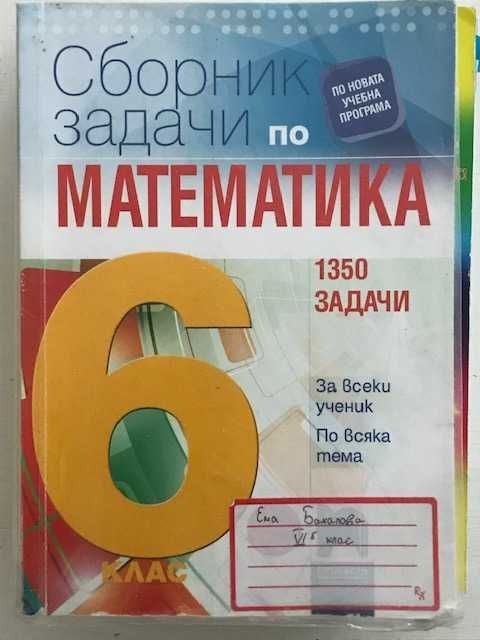 Сборник
задачи по
МАТЕМАТИКА
ПО НОВАТА
УЧЕБНА
ПРОГРАМА
1350
ЗАДАЧИ
За всеки
ученик
По всяка
тема
6
КЛАС
Ема Бакалова
VIб клас